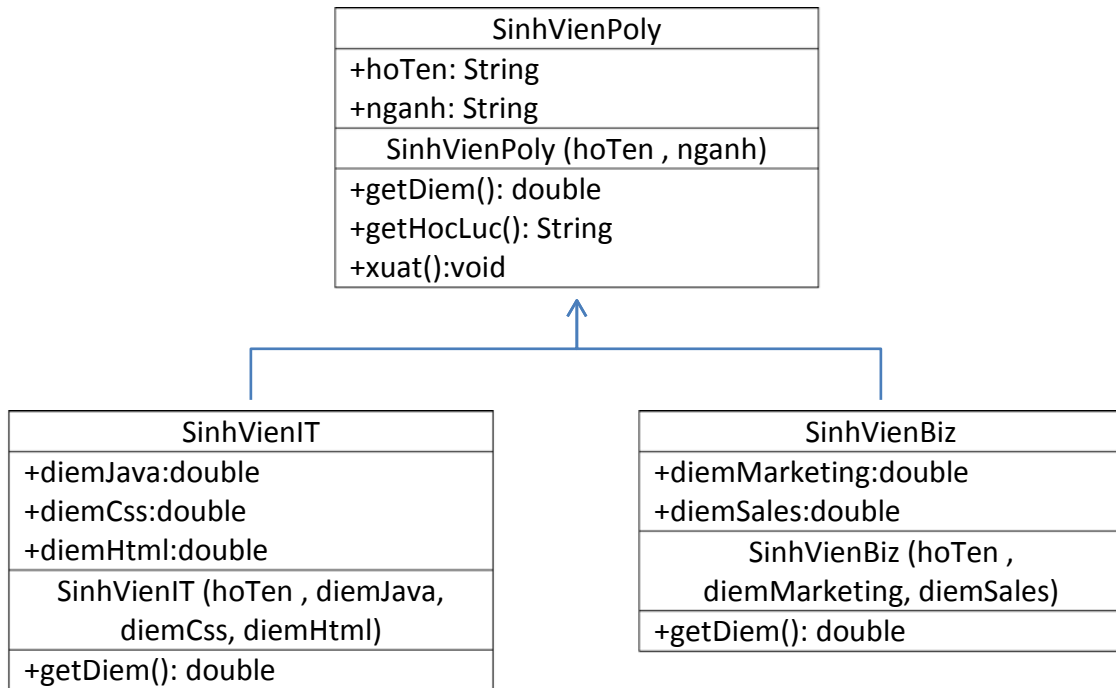 SinhVienPoly
+hoTen: String
+nganh: String
SinhVienPoly (hoTen , nganh)
+getDiem(): double
+getHocLuc(): String
+xuat():void
SinhVienIT
+diemJava:double
+diemCss:double
+diemHtml:double
SinhVienIT (hoTen , diemJava,
diemCss, diemHtml)
+getDiem(): double
SinhVienBiz
+diemMarketing:double
+diemSales:double
SinhVienBiz (hoTen ,
diemMarketing, diemSales)
+getDiem(): double